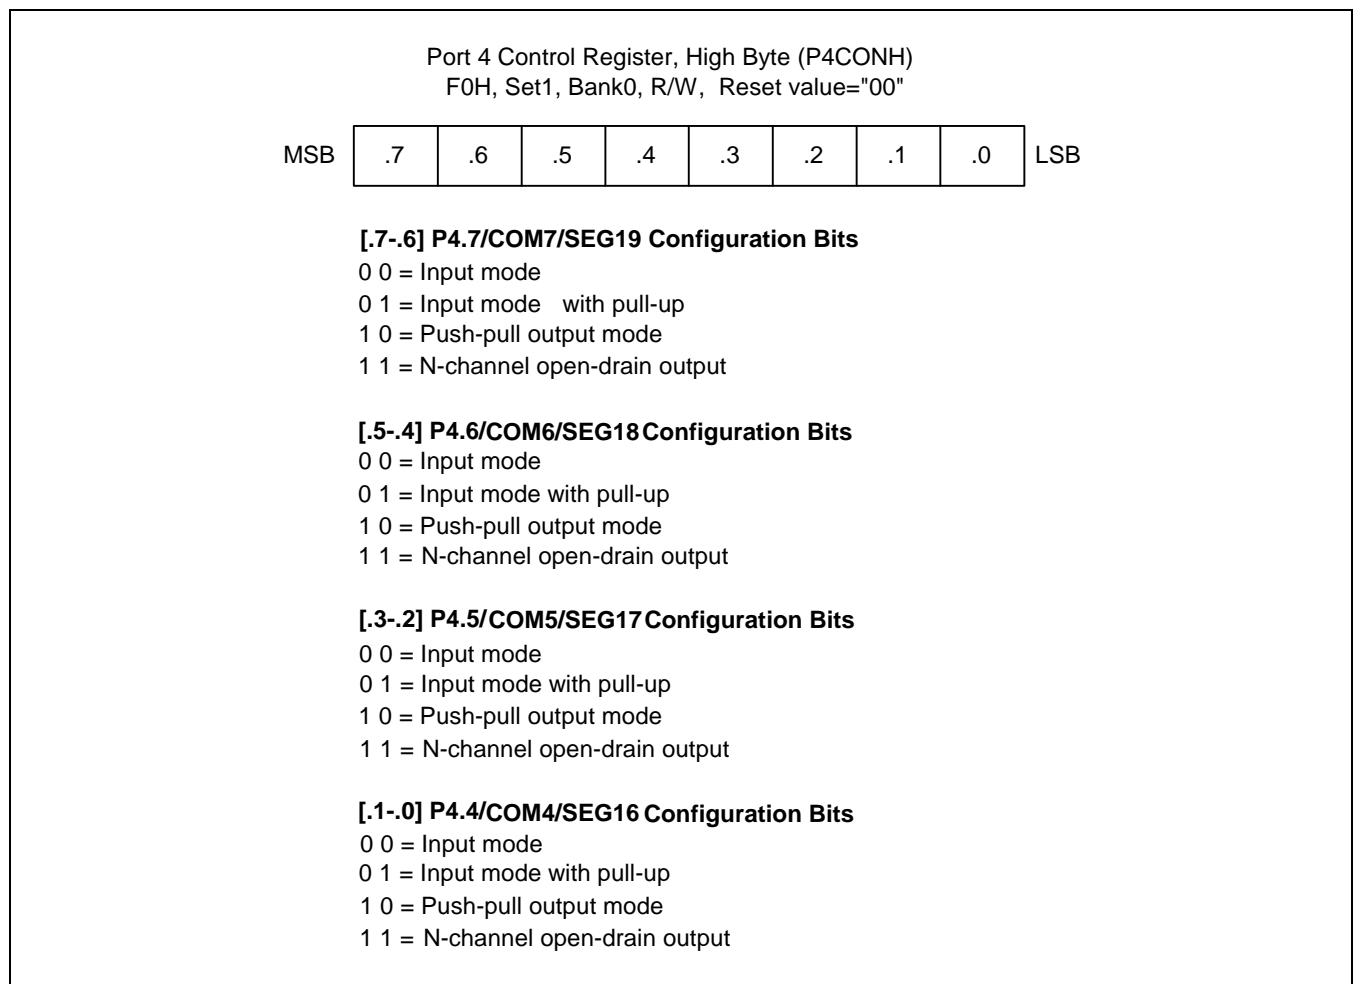 Port 4 Control Register, High Byte (P4CONH)
F0H, Set1, Bank0, R/W, Reset value="00"
MSB .7 .6 .5 .4 .3 .2 .1 .0 LSB
[.7-.6] P4.7/COM7/SEG19 Configuration Bits
0 0 = Input mode
0 1 = Input mode with pull-up
1 0 = Push-pull output mode
1 1 = N-channel open-drain output
[.5-.4] P4.6/COM6/SEG18 Configuration Bits
0 0 = Input mode
0 1 = Input mode with pull-up
1 0 = Push-pull output mode
1 1 = N-channel open-drain output
[.3-.2] P4.5/COM5/SEG17 Configuration Bits
0 0 = Input mode
0 1 = Input mode with pull-up
1 0 = Push-pull output mode
1 1 = N-channel open-drain output
[.1-.0] P4.4/COM4/SEG16 Configuration Bits
0 0 = Input mode
0 1 = Input mode with pull-up
1 0 = Push-pull output mode
1 1 = N-channel open-drain output